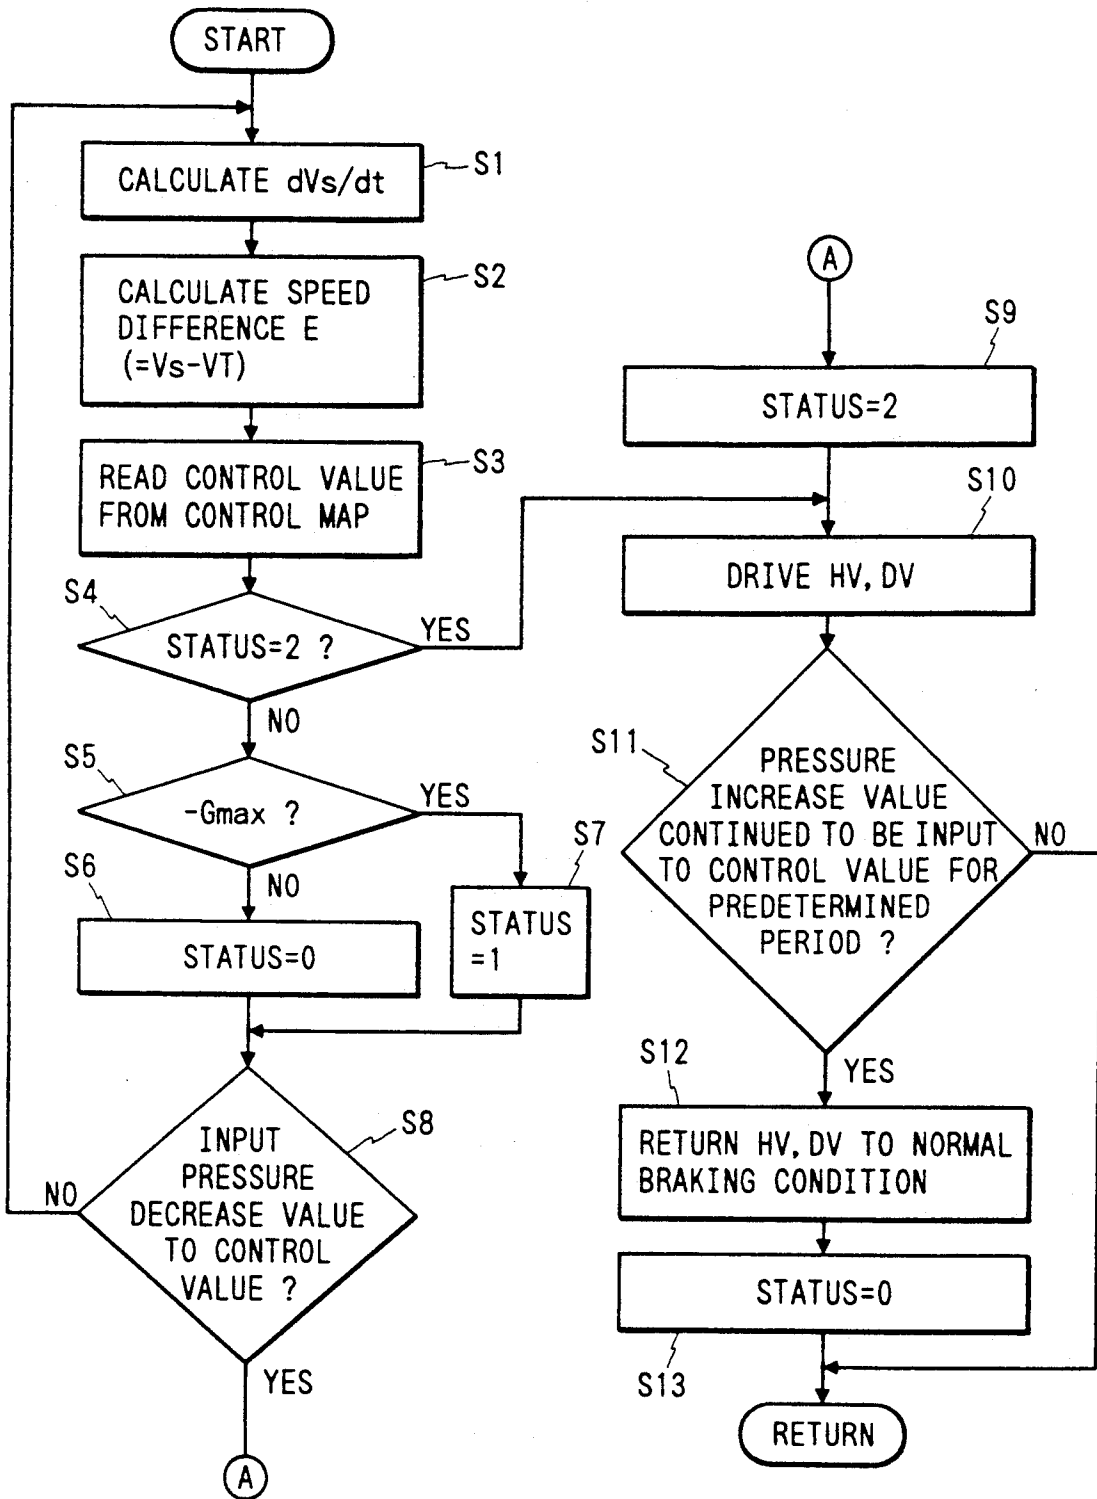 START
CALCULATE dVs/dt
S1
CALCULATE SPEED
DIFFERENCE E
(=Vs-VT)
S2
READ CONTROL VALUE
FROM CONTROL MAP
S3
S4
STATUS=2 ?
YES
NO
S5
-Gmax ?
YES
NO
S6
STATUS=0
S7
STATUS
=1
S8
INPUT
PRESSURE
DECREASE VALUE
TO CONTROL
VALUE ?
NO
YES
A
A
S9
STATUS=2
S10
DRIVE HV, DV
S11
PRESSURE
INCREASE VALUE
CONTINUED TO BE INPUT
TO CONTROL VALUE FOR
PREDETERMINED
PERIOD ?
NO
YES
S12
RETURN HV, DV TO NORMAL
BRAKING CONDITION
STATUS=0
S13
RETURN